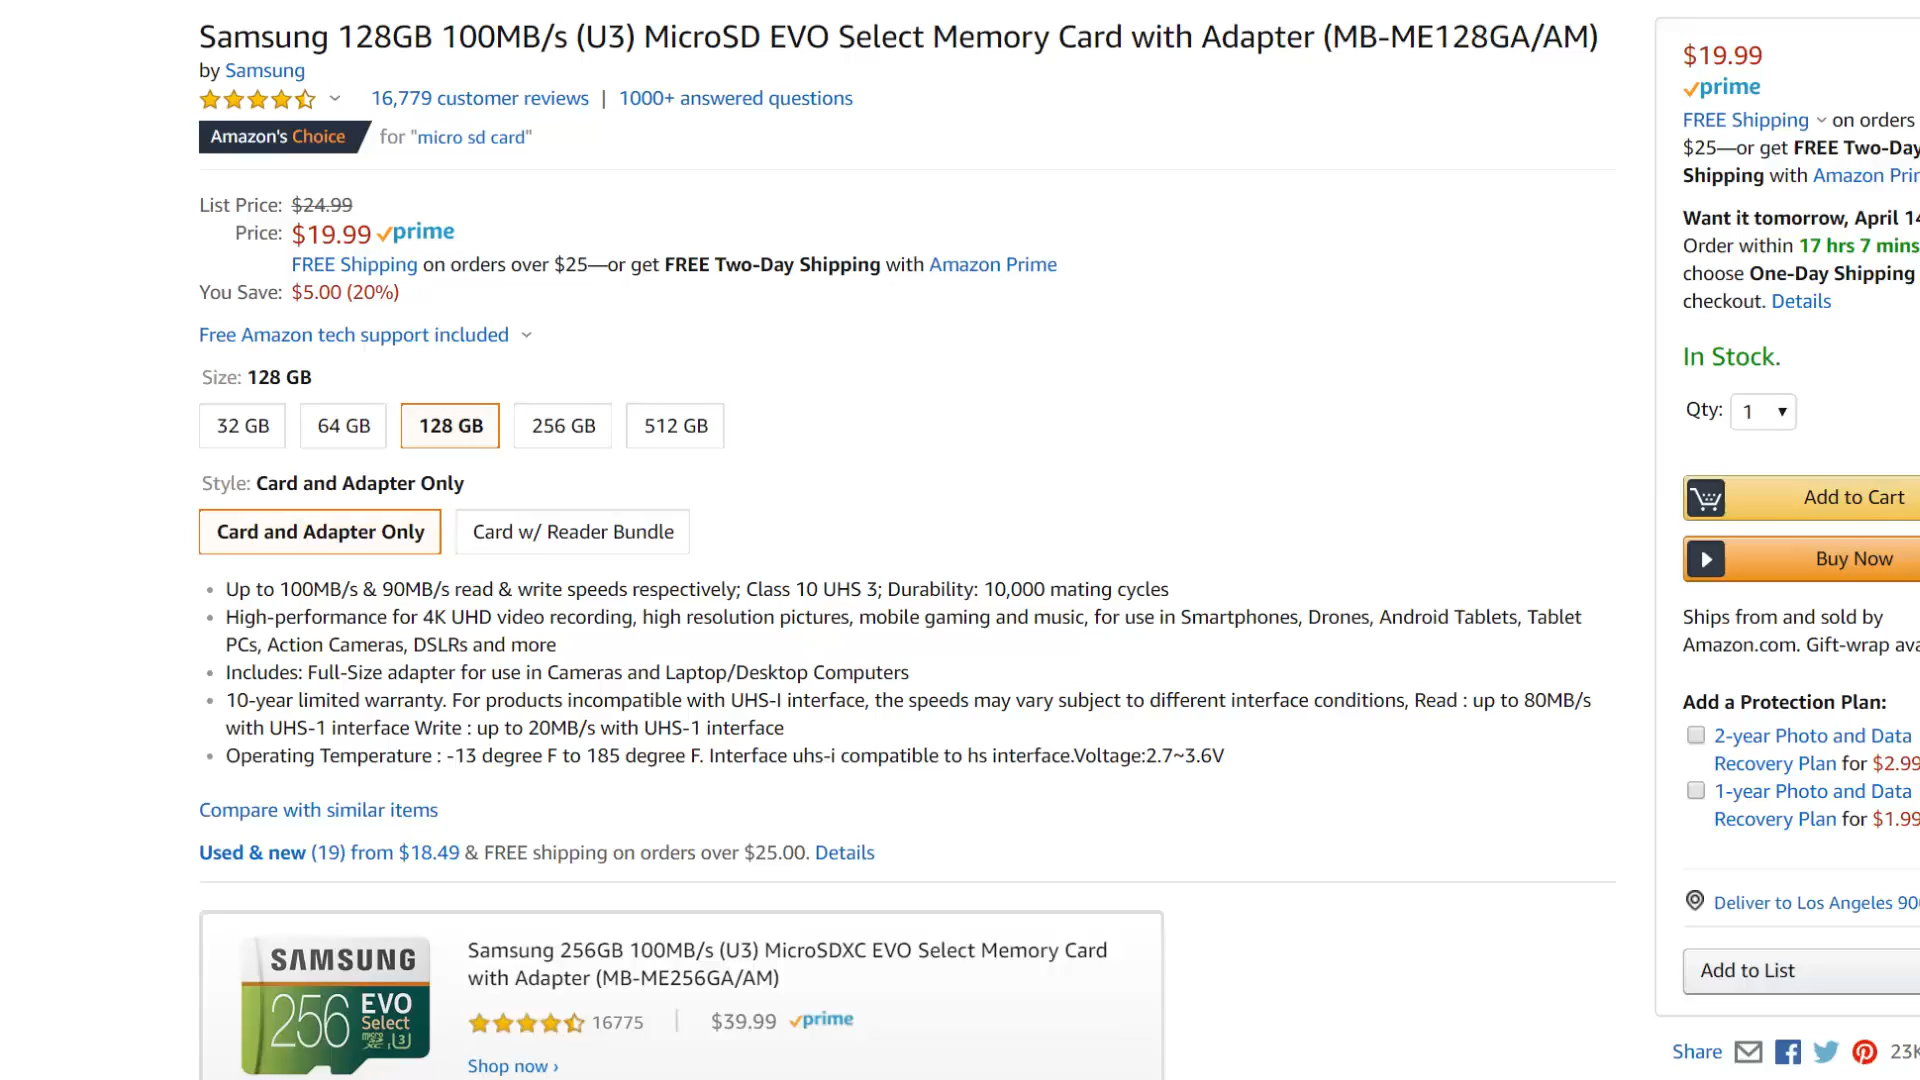 Samsung 128GB 100MB/s (U3) MicroSD EVO Select Memory Card with Adapter (MB-ME128GA/AM)
by Samsung
16,779 customer reviews | 1000+ answered questions
Amazon's Choice for "micro sd card"
List Price: $24.99
Price: $19.99 prime
FREE Shipping on orders over $25—or get FREE Two-Day Shipping with Amazon Prime
You Save: $5.00 (20%)
Free Amazon tech support included
Size: 128 GB
32 GB 64 GB 128 GB 256 GB 512 GB
Style: Card and Adapter Only
Card and Adapter Only Card w/ Reader Bundle
• Up to 100MB/s & 90MB/s read & write speeds respectively; Class 10 UHS 3; Durability: 10,000 mating cycles
• High-performance for 4K UHD video recording, high resolution pictures, mobile gaming and music, for use in Smartphones, Drones, Android Tablets, Tablet
PCs, Action Cameras, DSLRs and more
• Includes: Full-Size adapter for use in Cameras and Laptop/Desktop Computers
• 10-year limited warranty. For products incompatible with UHS-I interface, the speeds may vary subject to different interface conditions, Read : up to 80MB/s
with UHS-1 interface Write : up to 20MB/s with UHS-1 interface
• Operating Temperature : -13 degree F to 185 degree F. Interface uhs-i compatible to hs interface.Voltage:2.7~3.6V
Compare with similar items
Used & new (19) from $18.49 & FREE shipping on orders over $25.00. Details
SAMSUNG
256 EVO
Select
Samsung 256GB 100MB/s (U3) MicroSDXC EVO Select Memory Card
with Adapter (MB-ME256GA/AM)
16775 | $39.99 prime
Shop now ›
$19.99
prime
FREE Shipping on orders
$25—or get FREE Two-Day
Shipping with Amazon Prir
Want it tomorrow, April 14
Order within 17 hrs 7 mins
choose One-Day Shipping
checkout. Details
In Stock.
Qty: 1
Add to Cart
Buy Now
Ships from and sold by
Amazon.com. Gift-wrap ava
Add a Protection Plan:
2-year Photo and Data
Recovery Plan for $2.99
1-year Photo and Data
Recovery Plan for $1.99
Deliver to Los Angeles 900
Add to List
Share 23K